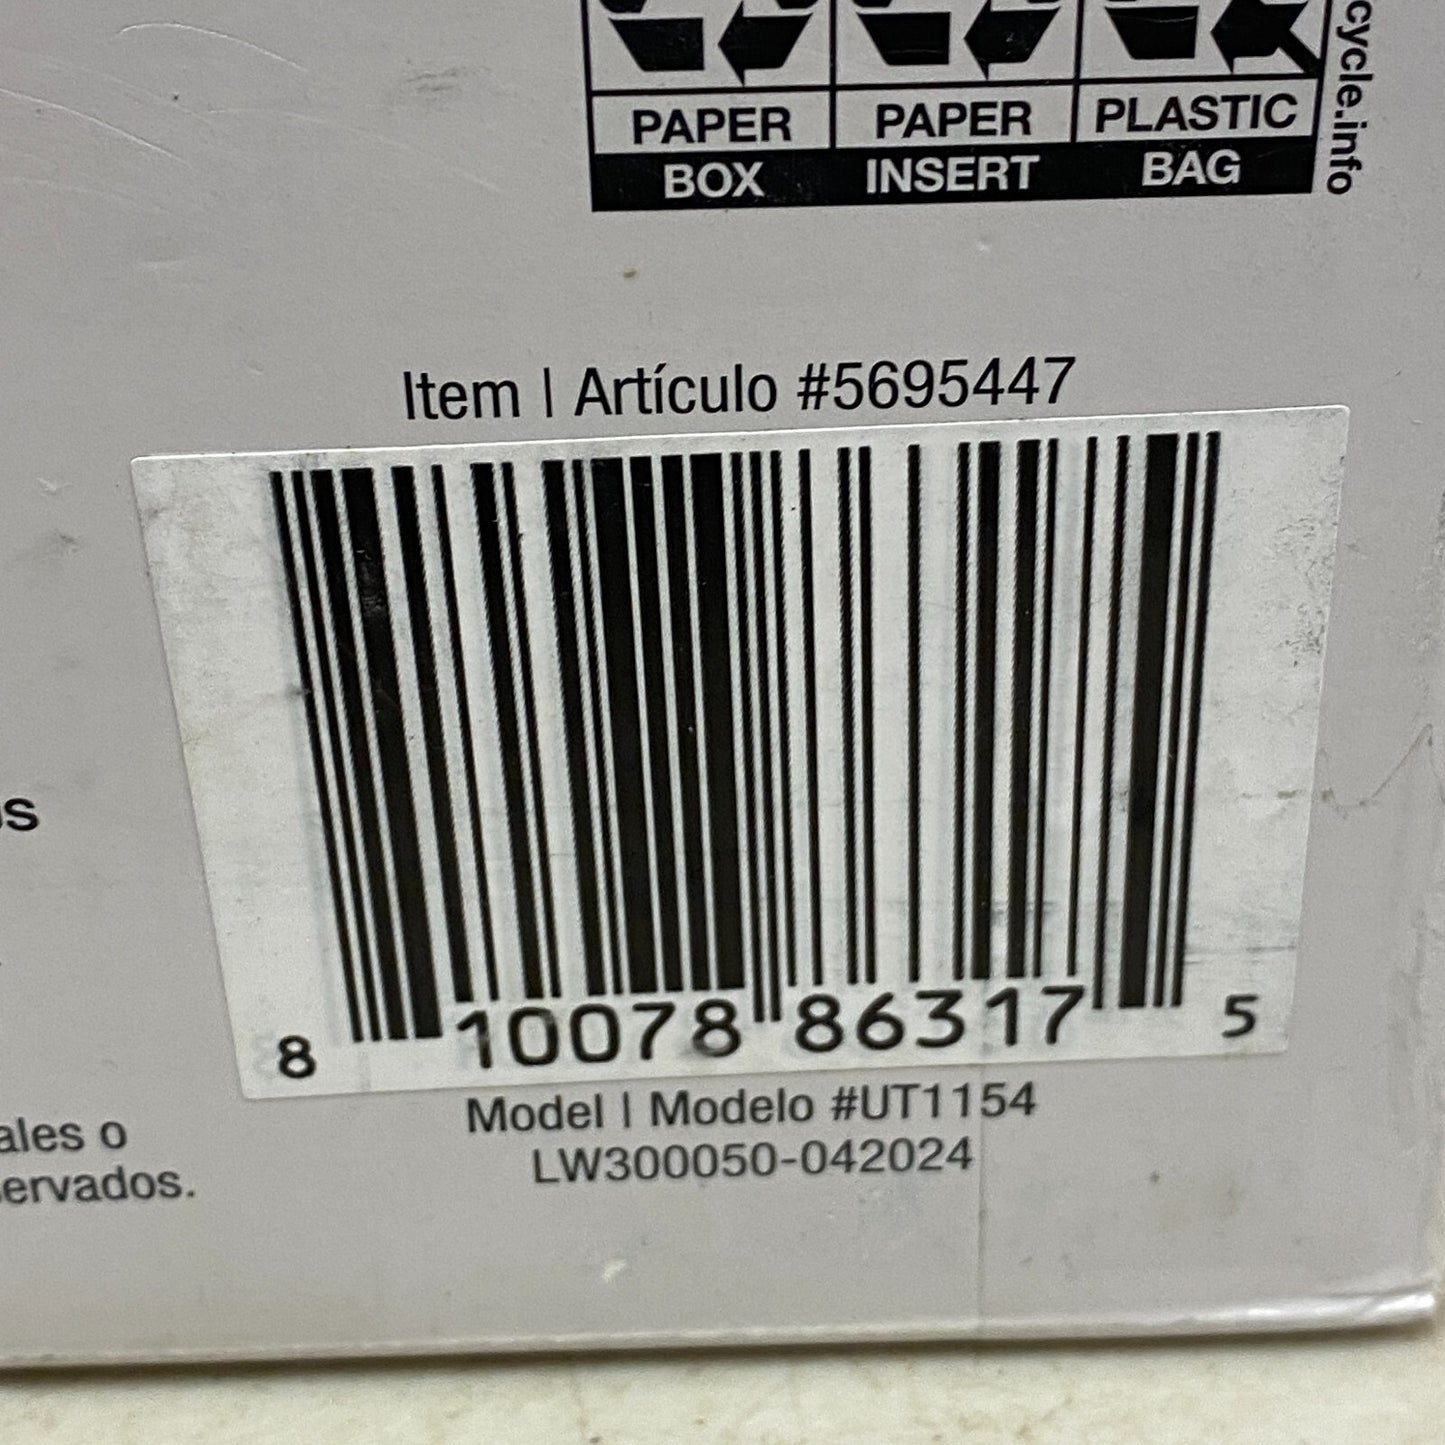 PAPER PAPER PLASTIC
BOX INSERT BAG
cycle.info
Item | Artículo #5695447
8 10078 86317 5
Model | Modelo #UT1154
LW300050-042024
s
ales o
servados.